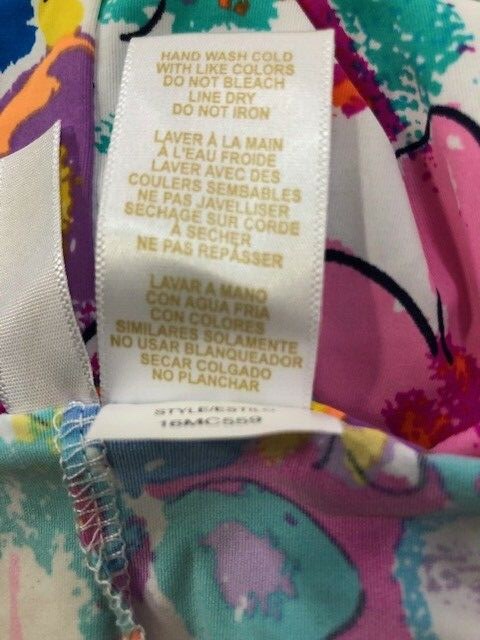 HAND WASH COLD
WITH LIKE COLORS
DO NOT BLEACH
LINE DRY
DO NOT IRON
LAVER À LA MAIN
À L'EAU FROIDE
LAVER AVEC DES
COULERS SEMBABLES
NE PAS JAVELLISER
SECHAGE SUR CORDE
À SECHER
NE PAS REPASSER
LAVAR A MANO
CON AGUA FRIA
CON COLORES
SIMILARES SOLAMENTE
NO USAR BLANQUEADOR
SECAR COLGADO
NO PLANCHAR
STYLE/ESTILO
16MC559